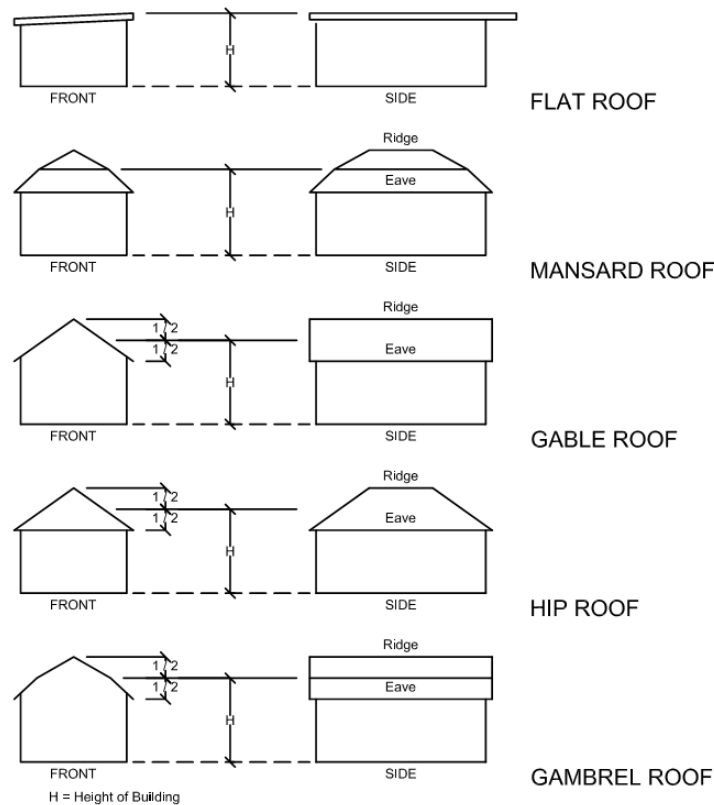 H
FRONT
SIDE
FLAT ROOF
Ridge
Eave
H
FRONT
SIDE
MANSARD ROOF
Ridge
1/2
1/2
Eave
H
FRONT
SIDE
GABLE ROOF
Ridge
1/2
1/2
Eave
H
FRONT
SIDE
HIP ROOF
Ridge
1/2
1/2
Eave
H
FRONT
SIDE
GAMBREL ROOF
H = Height of Building